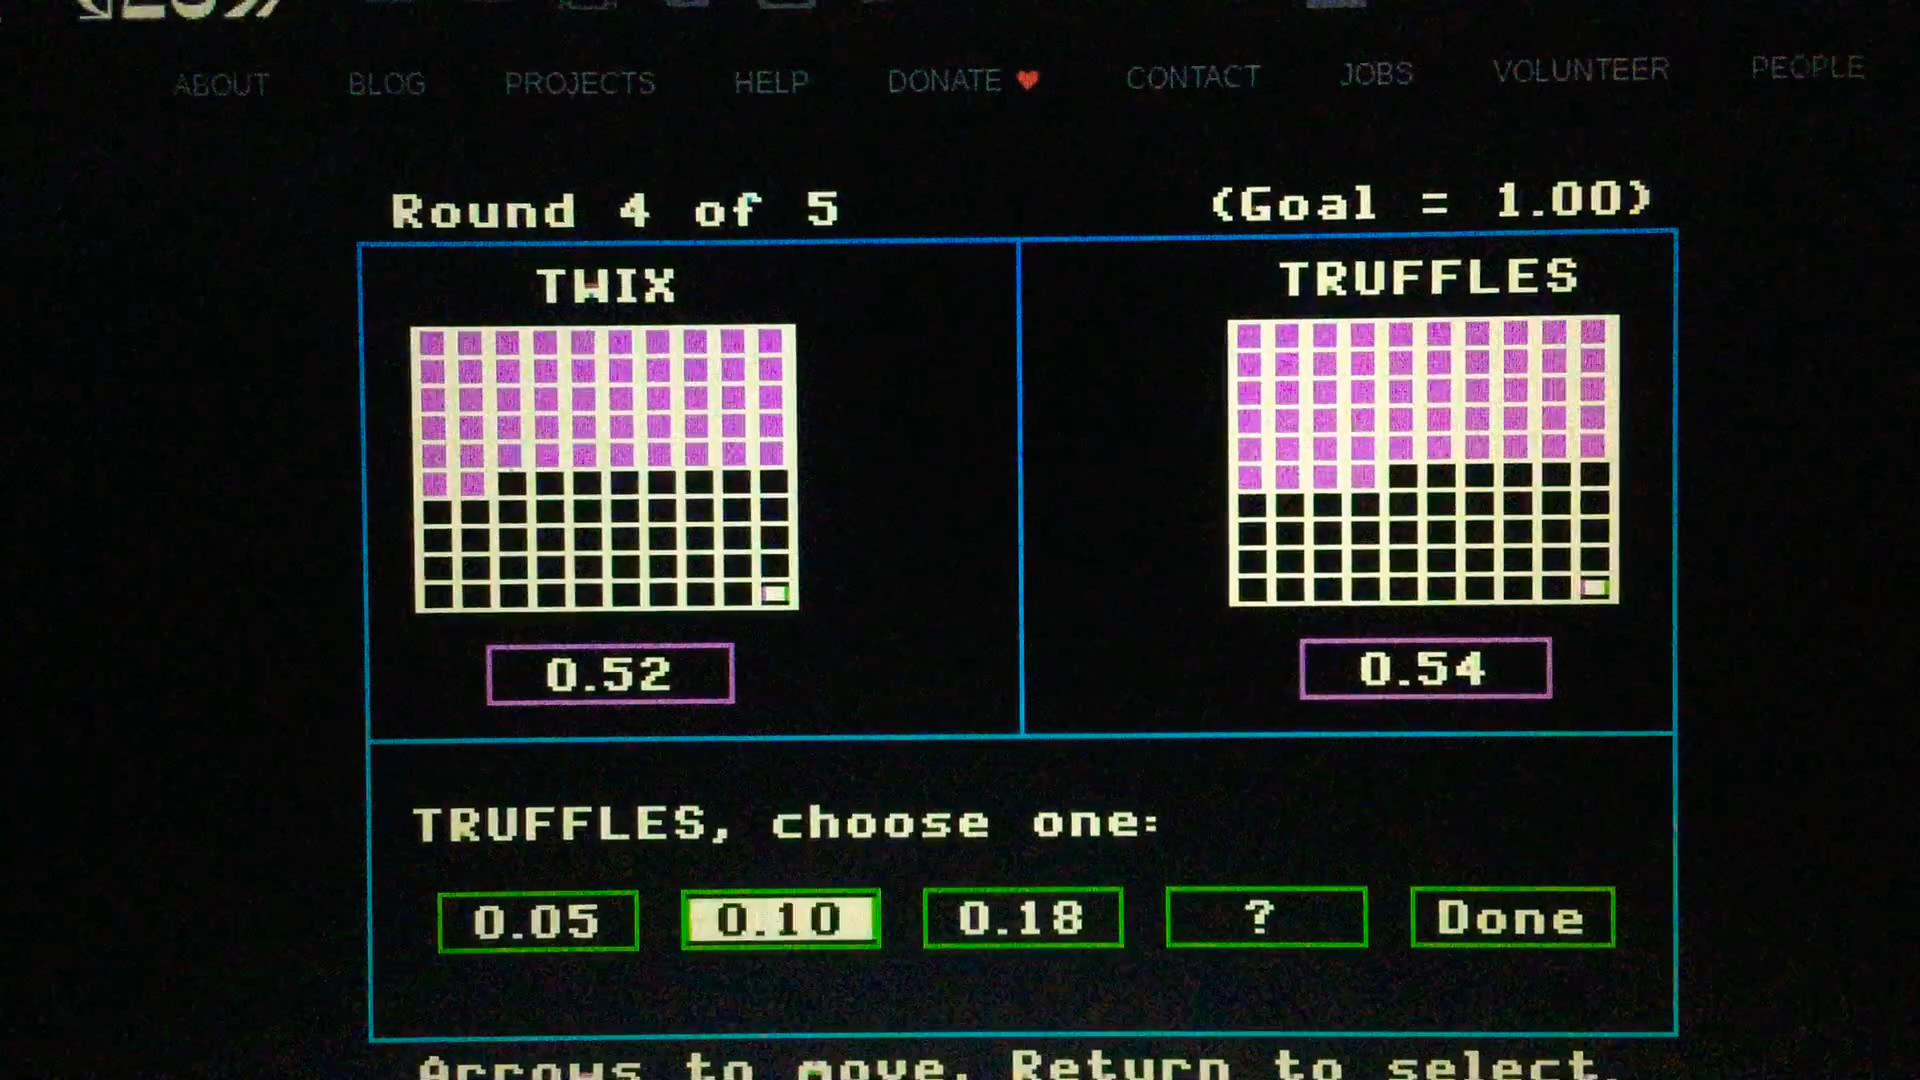 ABOUT BLOG PROJECTS HELP DONATE CONTACT JOBS VOLUNTEER PEOPLE
Round 4 of 5 (Goal = 1.00)
TWIX TRUFFLES
0.52 0.54
TRUFFLES, choose one:
0.05 0.10 0.18 ? Done
Arrows to move. Return to select.